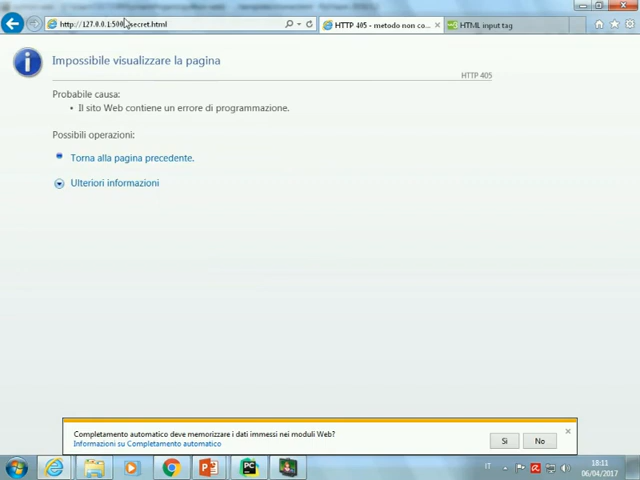 http://127.0.0.1:500 secret.html
HTTP 405 - metodo non co...
HTML input tag
Impossibile visualizzare la pagina
HTTP 405
Probabile causa:
• Il sito Web contiene un errore di programmazione.
Possibili operazioni:
Torna alla pagina precedente.
Ulteriori informazioni
Completamento automatico deve memorizzare i dati immessi nei moduli Web?
Informazioni su Completamento automatico
Sì
No
IT
18:11
06/04/2017